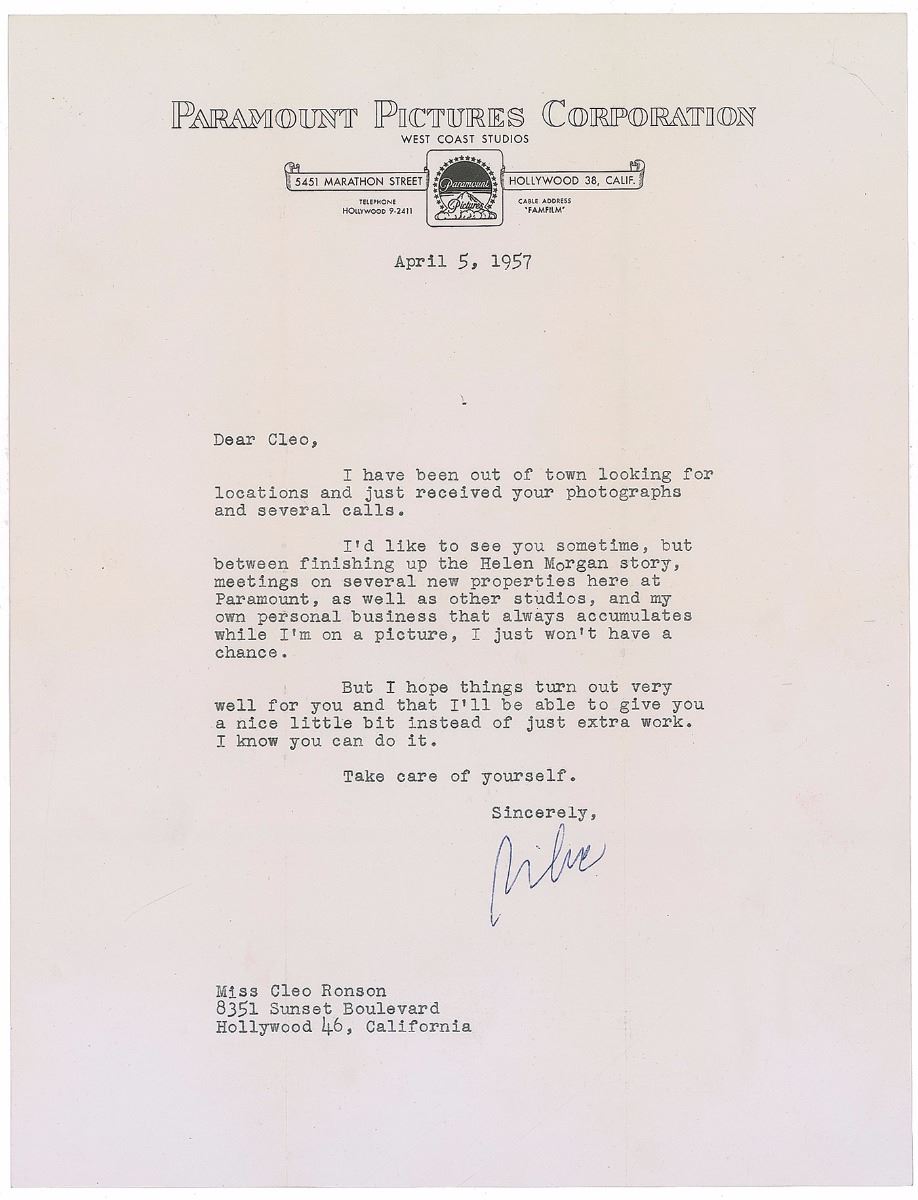 PARAMOUNT PICTURES CORPORATION
WEST COAST STUDIOS
5451 MARATHON STREET
Paramount
Pictures
HOLLYWOOD 38, CALIF.
TELEPHONE
HOLLYWOOD 9-2411
CABLE ADDRESS
"FAMFILM"
April 5, 1957
Dear Cleo,
I have been out of town looking for
locations and just received your photographs
and several calls.
I'd like to see you sometime, but
between finishing up the Helen Morgan story,
meetings on several new properties here at
Paramount, as well as other studios, and my
own personal business that always accumulates
while I'm on a picture, I just won't have a
chance.
But I hope things turn out very
well for you and that I'll be able to give you
a nice little bit instead of just extra work.
I know you can do it.
Take care of yourself.
Sincerely,
Miss Cleo Ronson
8351 Sunset Boulevard
Hollywood 46, California